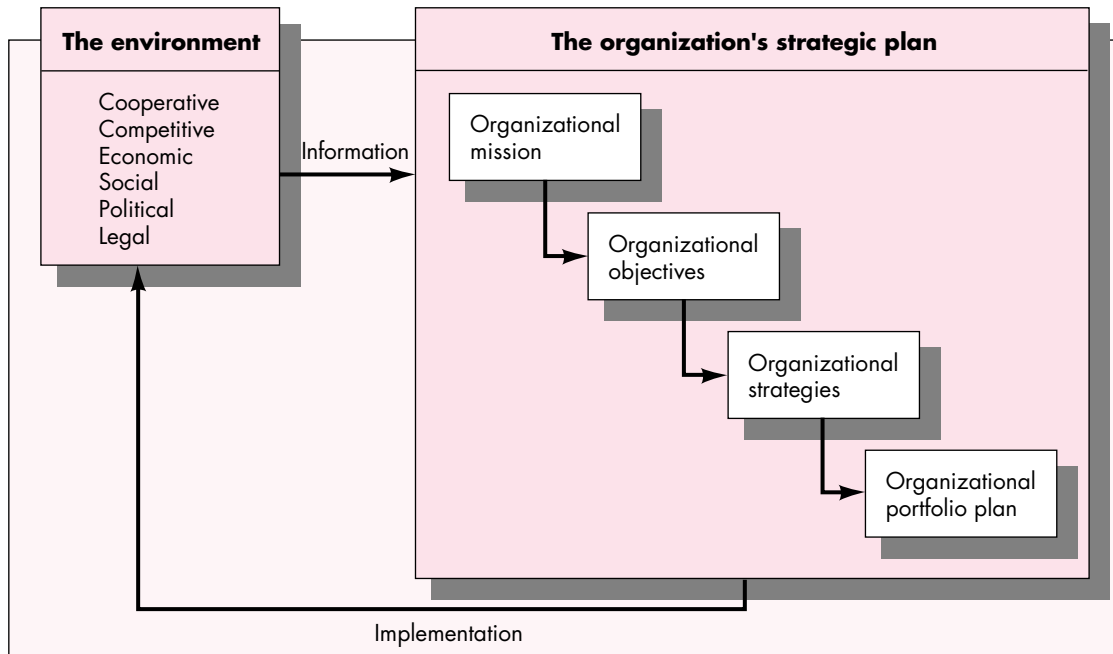 The environment
Cooperative
Competitive
Economic
Social
Political
Legal
Information
The organization's strategic plan
Organizational
mission
Organizational
objectives
Organizational
strategies
Organizational
portfolio plan
Implementation